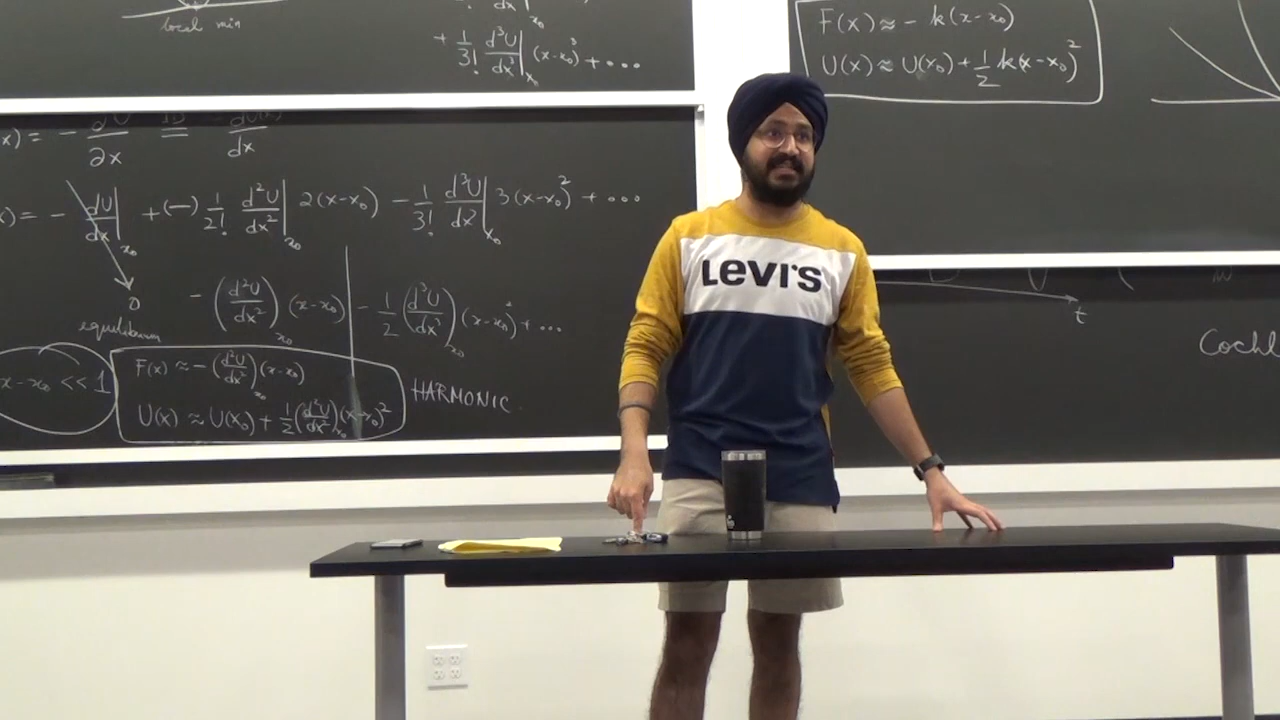 local min
dx | x₀
+ 1/3! d³U/dx³ |x₀ (x-x₀)³ + ...
x) = - ∂U/∂x 1D= - dU(x)/dx
x) = - dU/dx |x₀ + (-) 1/2! d²U/dx² |x₀ 2(x-x₀) - 1/3! d³U/dx³ |x₀ 3(x-x₀)² + ...
0
equilibrium
- (d²U/dx²)x₀ (x-x₀) - 1/2 (d³U/dx³)x₀ (x-x₀)² + ...
x-x₀ << 1
F(x) ≈ - (d²U/dx²)x₀ (x-x₀)
U(x) ≈ U(x₀) + 1/2 (d²U/dx²)x₀ (x-x₀)²
HARMONIC
F(x) ≈ - k(x-x₀)
U(x) ≈ U(x₀) + 1/2 k(x-x₀)²
t
Cochl
Levi's